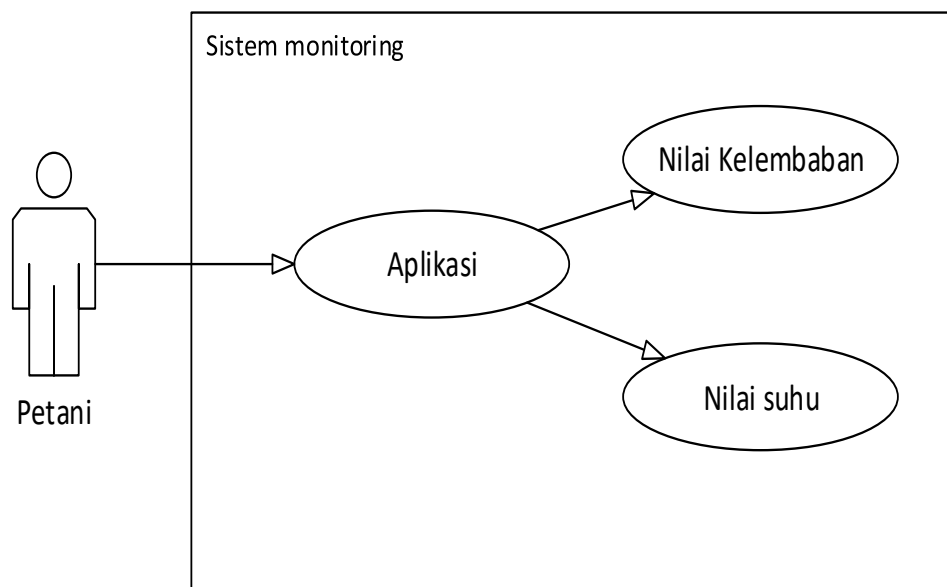 Sistem monitoring
Nilai Kelembaban
Aplikasi
Nilai suhu
Petani